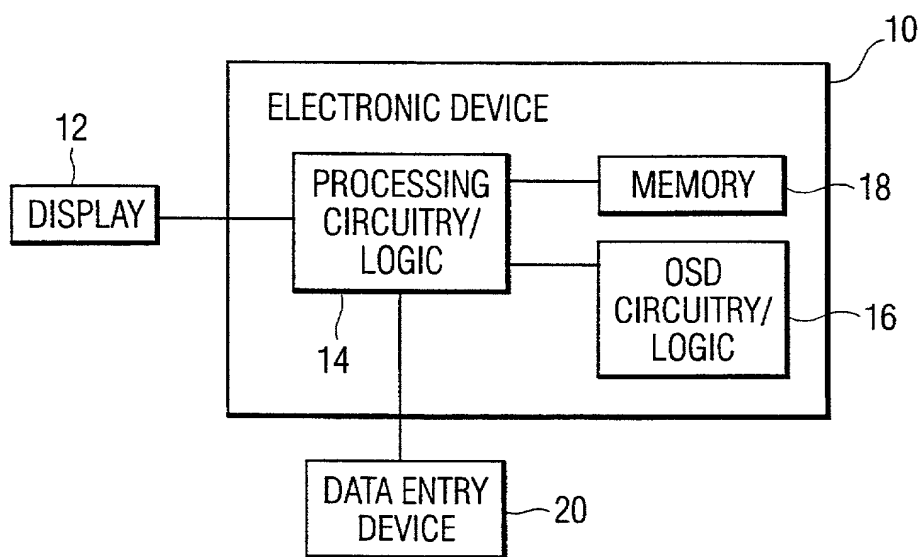 10
ELECTRONIC DEVICE
12
DISPLAY
PROCESSING
CIRCUITRY/
LOGIC
14
MEMORY
18
OSD
CIRCUITRY/
LOGIC
16
DATA ENTRY
DEVICE
20